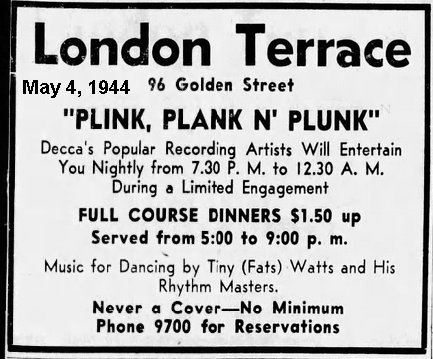 London Terrace
May 4, 1944
96 Golden Street
"PLINK, PLANK N' PLUNK"
Decca's Popular Recording Artists Will Entertain
You Nightly from 7.30 P. M. to 12.30 A. M.
During a Limited Engagement
FULL COURSE DINNERS $1.50 up
Served from 5:00 to 9:00 p. m.
Music for Dancing by Tiny (Fats) Watts and His
Rhythm Masters.
Never a Cover—No Minimum
Phone 9700 for Reservations